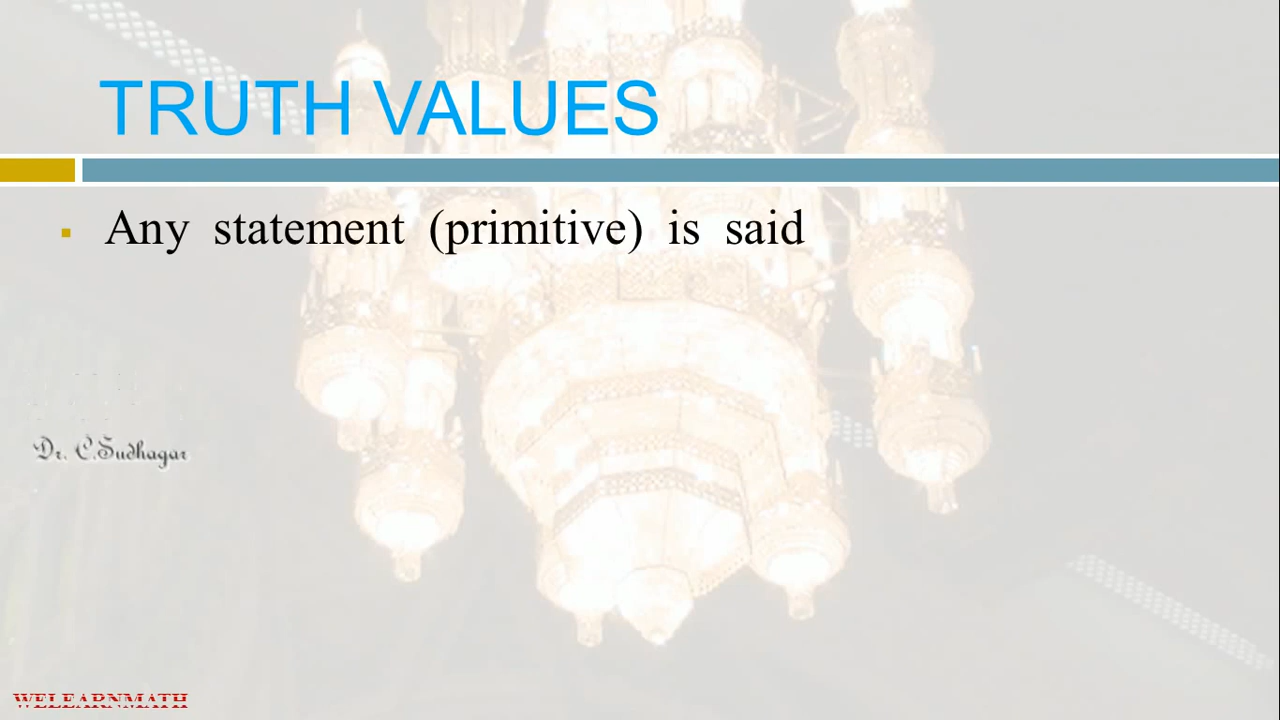 TRUTH VALUES
▪ Any statement (primitive) is said
Dr. C.Sudhagar
WELEARNMATH